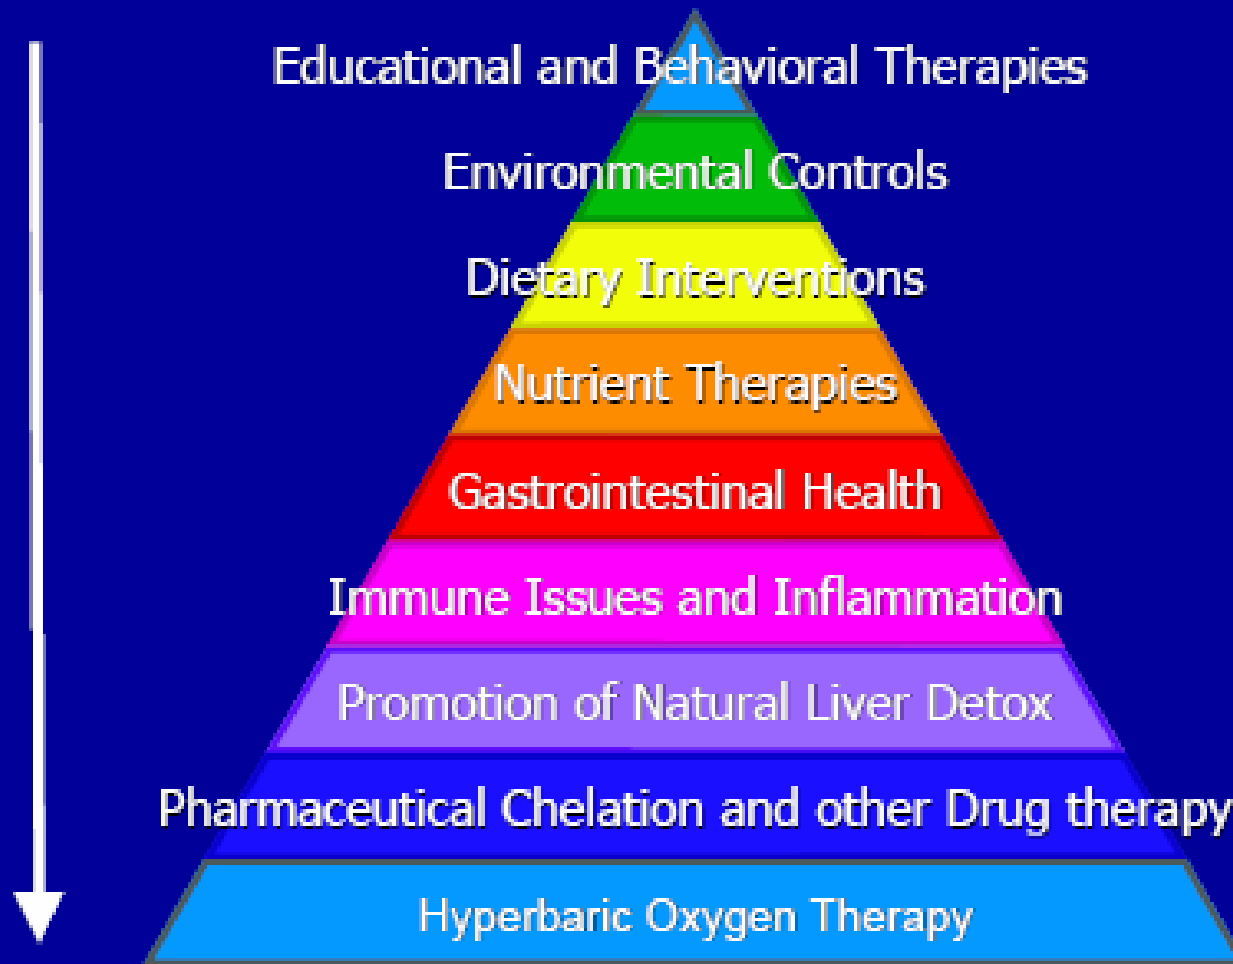 Educational and Behavioral Therapies
Environmental Controls
Dietary Interventions
Nutrient Therapies
Gastrointestinal Health
Immune Issues and Inflammation
Promotion of Natural Liver Detox
Pharmaceutical Chelation and other Drug therapy
Hyperbaric Oxygen Therapy